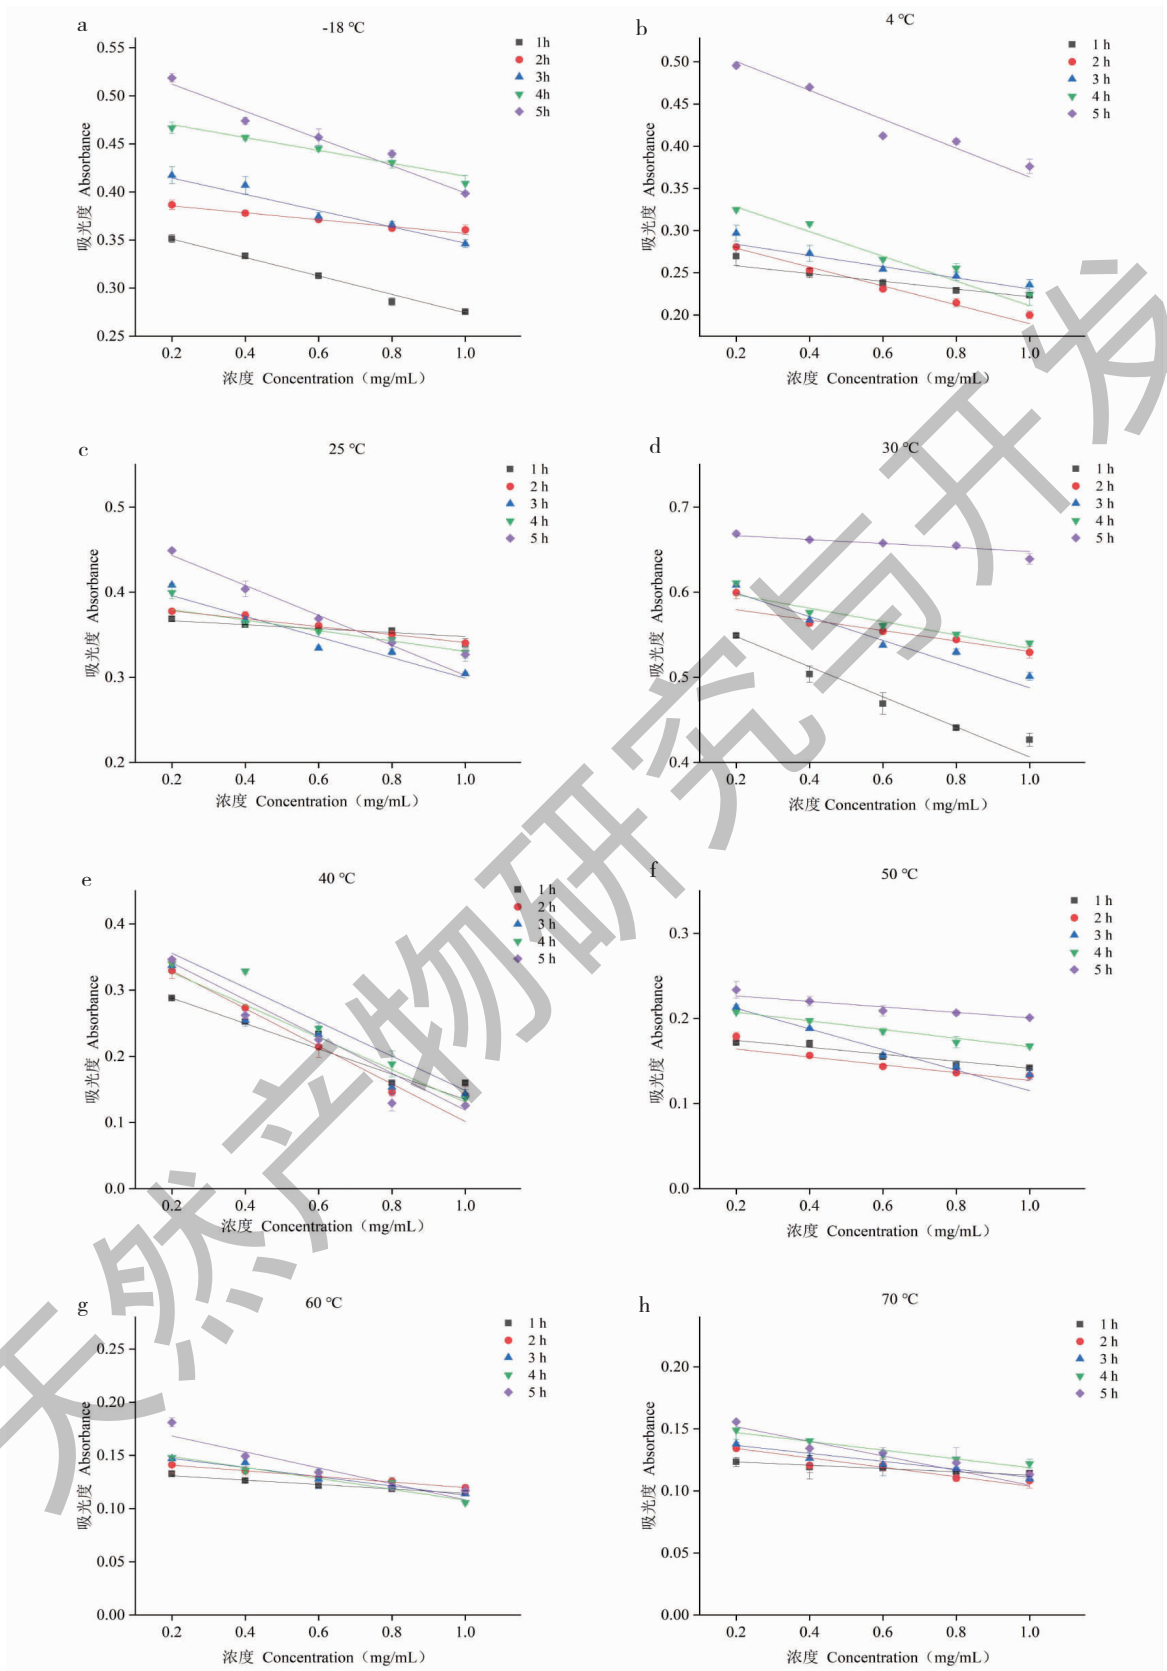 a
-18 ℃
0.55
0.50
0.45
0.40
0.35
0.30
0.25
吸光度 Absorbance
1h
2h
3h
4h
5h
0.2 0.4 0.6 0.8 1.0
浓度 Concentration（mg/mL）
b
4 ℃
0.50
0.45
0.40
0.35
0.30
0.25
0.20
吸光度 Absorbance
1 h
2 h
3 h
4 h
5 h
0.2 0.4 0.6 0.8 1.0
浓度 Concentration（mg/mL）
c
25 ℃
0.5
0.4
0.3
0.2
吸光度 Absorbance
1 h
2 h
3 h
4 h
5 h
0.2 0.4 0.6 0.8 1.0
浓度 Concentration（mg/mL）
d
30 ℃
0.7
0.6
0.5
0.4
吸光度 Absorbance
1 h
2 h
3 h
4 h
5 h
0.2 0.4 0.6 0.8 1.0
浓度 Concentration（mg/mL）
e
40 ℃
0.4
0.3
0.2
0.1
0.0
吸光度 Absorbance
1 h
2 h
3 h
4 h
5 h
0.2 0.4 0.6 0.8 1.0
浓度 Concentration（mg/mL）
f
50 ℃
0.3
0.2
0.1
0.0
吸光度 Absorbance
1 h
2 h
3 h
4 h
5 h
0.2 0.4 0.6 0.8 1.0
浓度 Concentration（mg/mL）
g
60 ℃
0.25
0.20
0.15
0.10
0.05
0.00
吸光度 Absorbance
1 h
2 h
3 h
4 h
5 h
0.2 0.4 0.6 0.8 1.0
浓度 Concentration（mg/mL）
h
70 ℃
0.20
0.15
0.10
0.05
0.00
吸光度 Absorbance
1 h
2 h
3 h
4 h
5 h
0.2 0.4 0.6 0.8 1.0
浓度 Concentration（mg/mL）
天然产物研究与开发